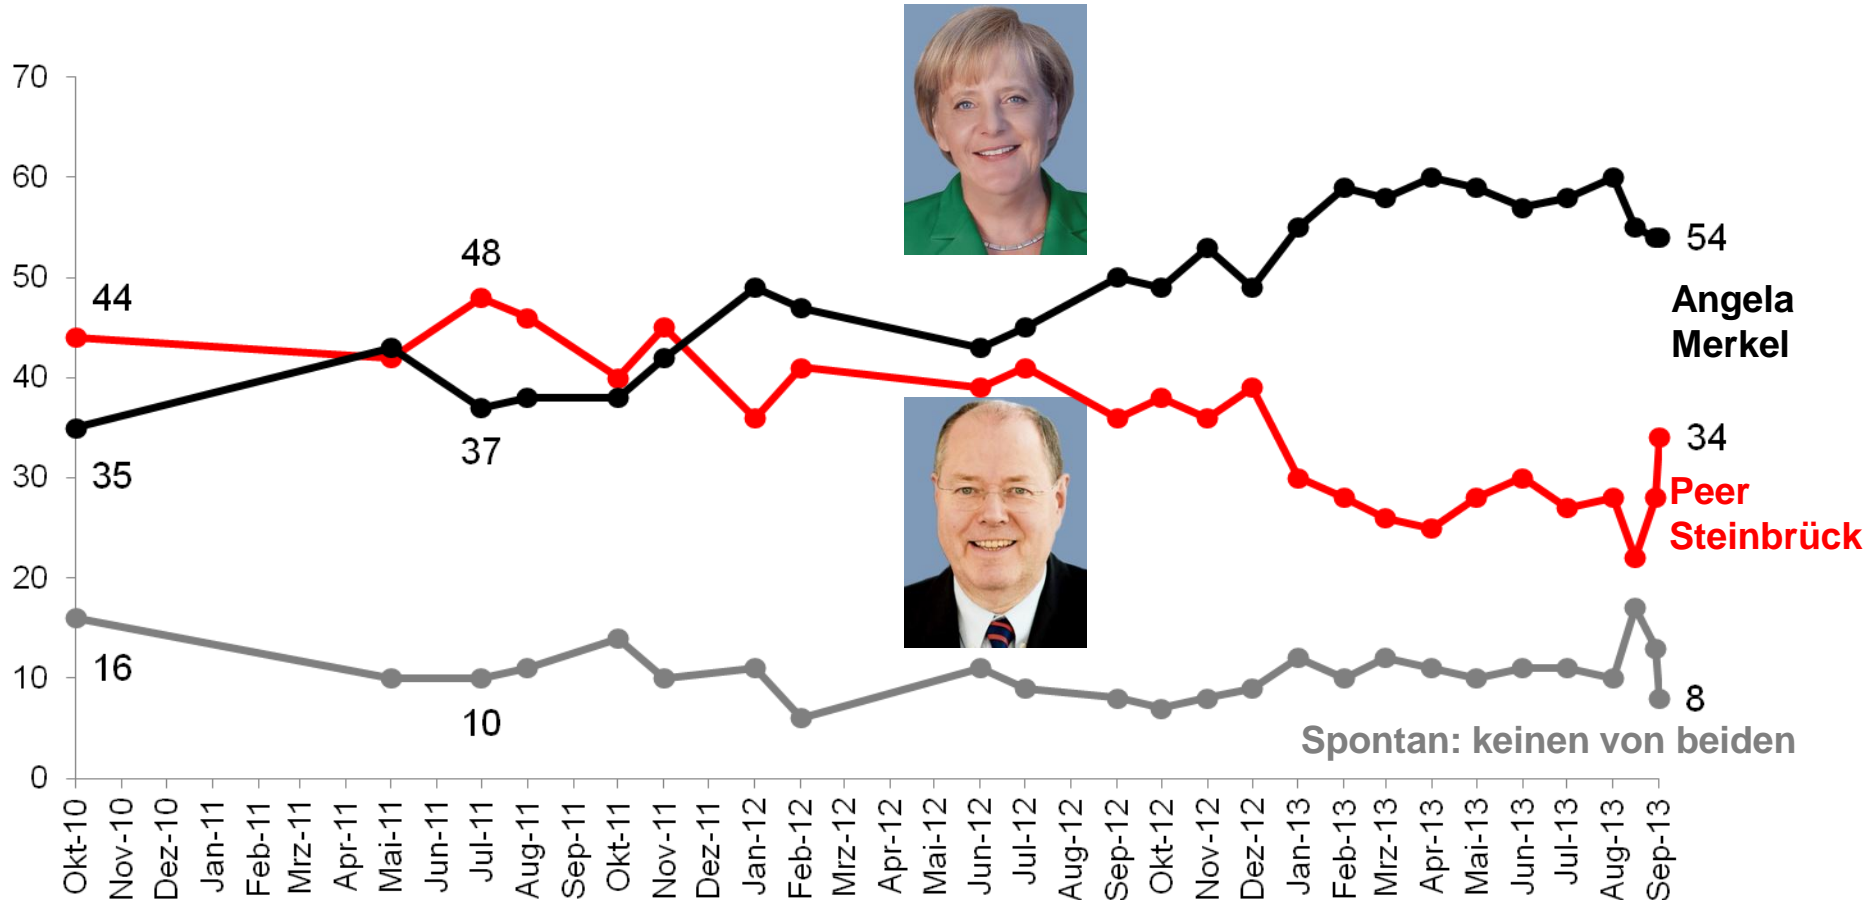 70
60
50
40
30
20
10
0
44
35
16
48
37
10
54
Angela
Merkel
34
Peer
Steinbrück
8
Spontan: keinen von beiden
Okt-10
Nov-10
Dez-10
Jan-11
Feb-11
Mrz-11
Apr-11
Mai-11
Jun-11
Jul-11
Aug-11
Sep-11
Okt-11
Nov-11
Dez-11
Jan-12
Feb-12
Mrz-12
Apr-12
Mai-12
Jun-12
Jul-12
Aug-12
Sep-12
Okt-12
Nov-12
Dez-12
Jan-13
Feb-13
Mrz-13
Apr-13
Mai-13
Jun-13
Jul-13
Aug-13
Sep-13